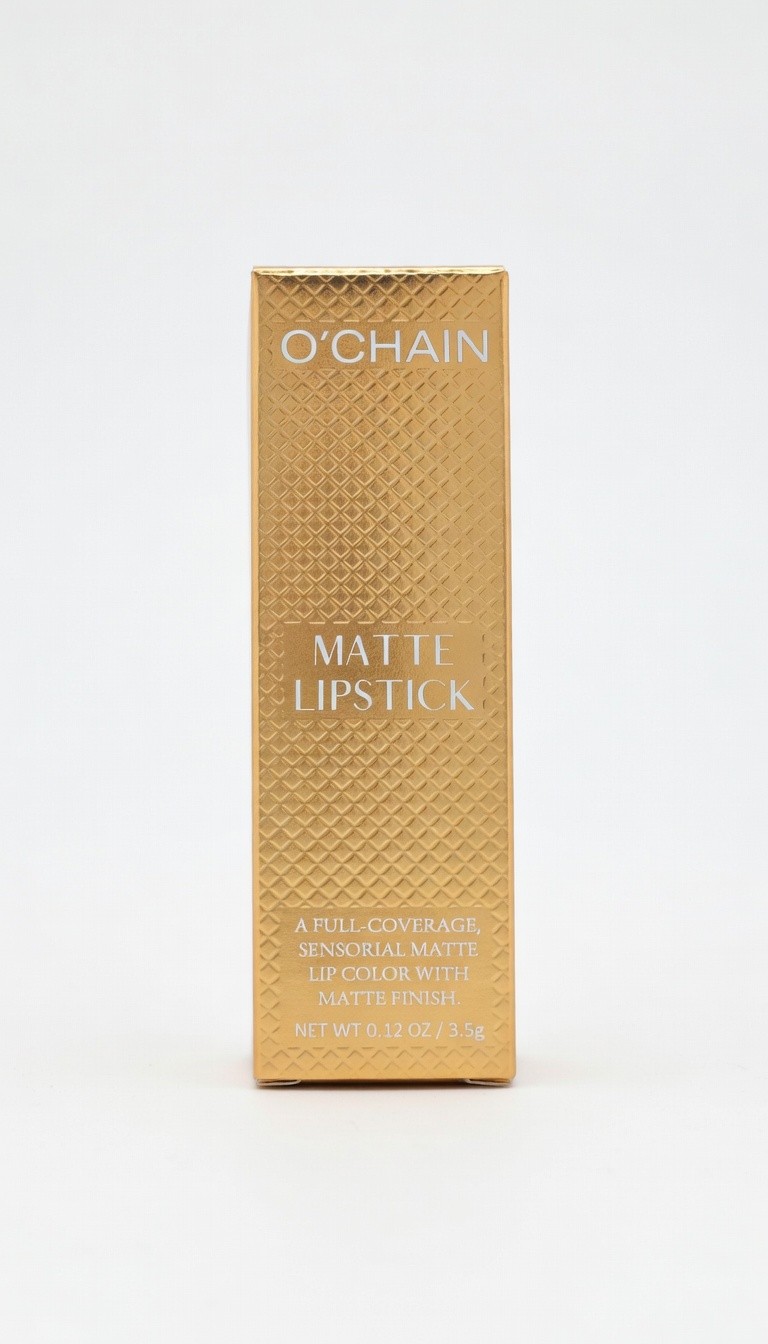 O'CHAIN
MATTE
LIPSTICK
A FULL-COVERAGE,
SENSORIAL MATTE
LIP COLOR WITH
MATTE FINISH.
NET WT 0.12 OZ / 3.5g